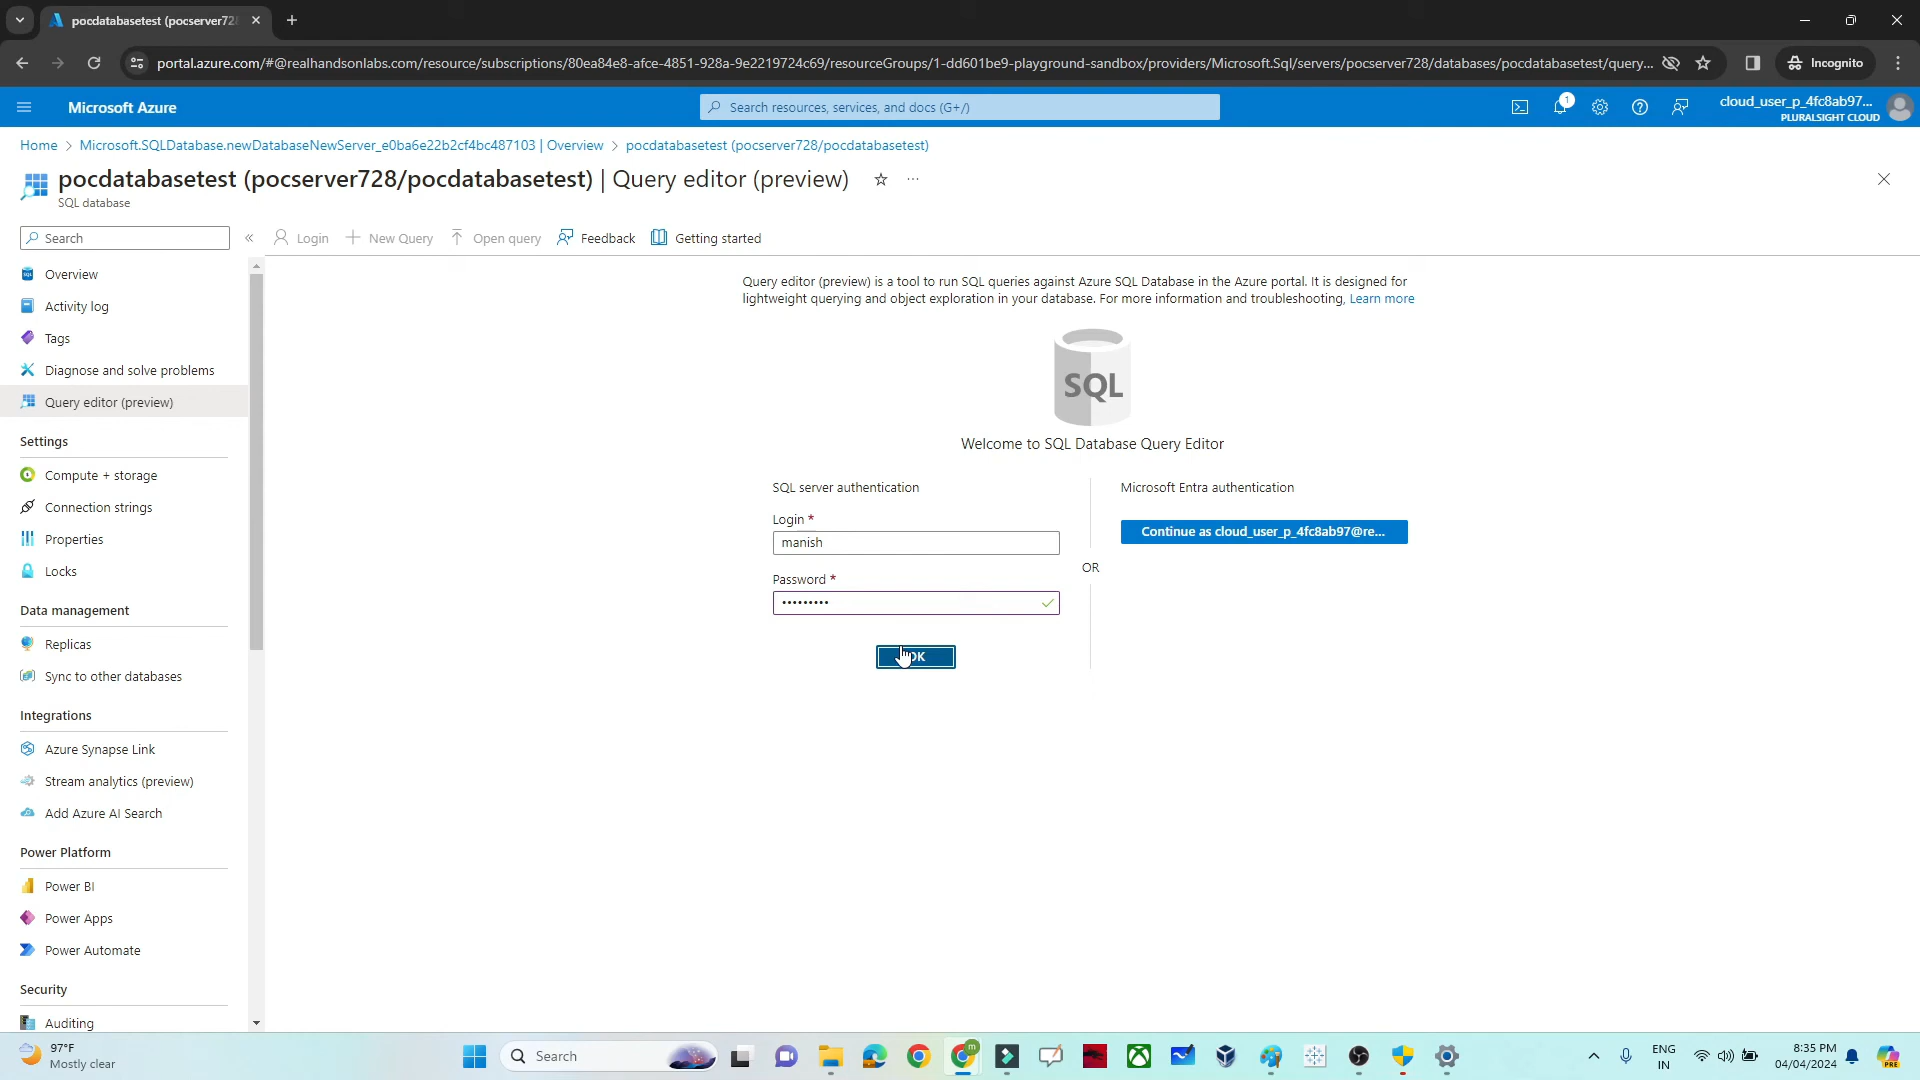 pocdatabasetest (pocserver728
portal.azure.com/#@realhandsonlabs.com/resource/subscriptions/80ea84e8-afce-4851-928a-9e2219724c69/resourceGroups/1-dd601be9-playground-sandbox/providers/Microsoft.Sql/servers/pocserver728/databases/pocdatabasetest/query...
Incognito
Microsoft Azure
Search resources, services, and docs (G+/)
1
cloud_user_p_4fc8ab97...
PLURALSIGHT CLOUD
Home > Microsoft.SQLDatabase.newDatabaseNewServer_e0ba6e22b2cf4bc487103 | Overview > pocdatabasetest (pocserver728/pocdatabasetest)
pocdatabasetest (pocserver728/pocdatabasetest) | Query editor (preview)
SQL database
Search
Login
New Query
Open query
Feedback
Getting started
Overview
Activity log
Tags
Diagnose and solve problems
Query editor (preview)
Settings
Compute + storage
Connection strings
Properties
Locks
Data management
Replicas
Sync to other databases
Integrations
Azure Synapse Link
Stream analytics (preview)
Add Azure AI Search
Power Platform
Power BI
Power Apps
Power Automate
Security
Auditing
Query editor (preview) is a tool to run SQL queries against Azure SQL Database in the Azure portal. It is designed for
lightweight querying and object exploration in your database. For more information and troubleshooting, Learn more
SQL
Welcome to SQL Database Query Editor
SQL server authentication
Login *
manish
Password *
•••••••••
OK
OR
Microsoft Entra authentication
Continue as cloud_user_p_4fc8ab97@re...
97°F
Mostly clear
Search
m
ENG
IN
8:35 PM
04/04/2024
PRE